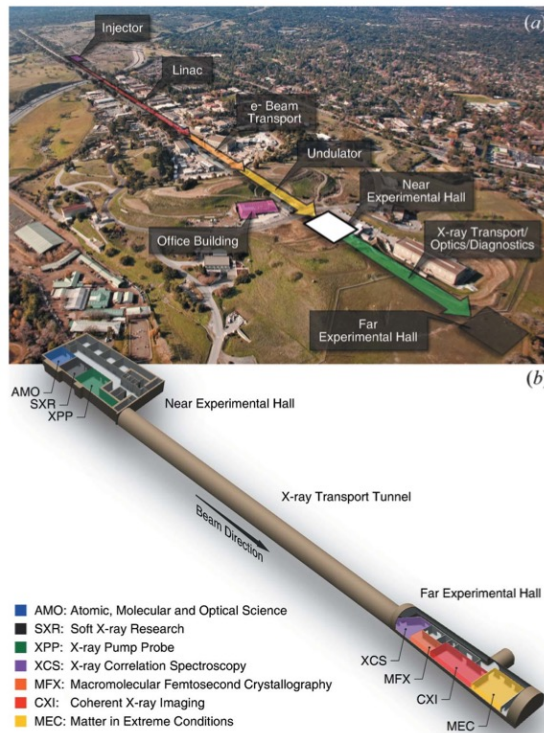 (a)
Injector
Linac
e- Beam
Transport
Undulator
Near
Experimental Hall
Office Building
X-ray Transport/
Optics/Diagnostics
Far
Experimental Hall
(b)
AMO
SXR
XPP
Near Experimental Hall
X-ray Transport Tunnel
Beam Direction
Far Experimental Hall
XCS
MFX
CXI
MEC
AMO: Atomic, Molecular and Optical Science
SXR: Soft X-ray Research
XPP: X-ray Pump Probe
XCS: X-ray Correlation Spectroscopy
MFX: Macromolecular Femtosecond Crystallography
CXI: Coherent X-ray Imaging
MEC: Matter in Extreme Conditions